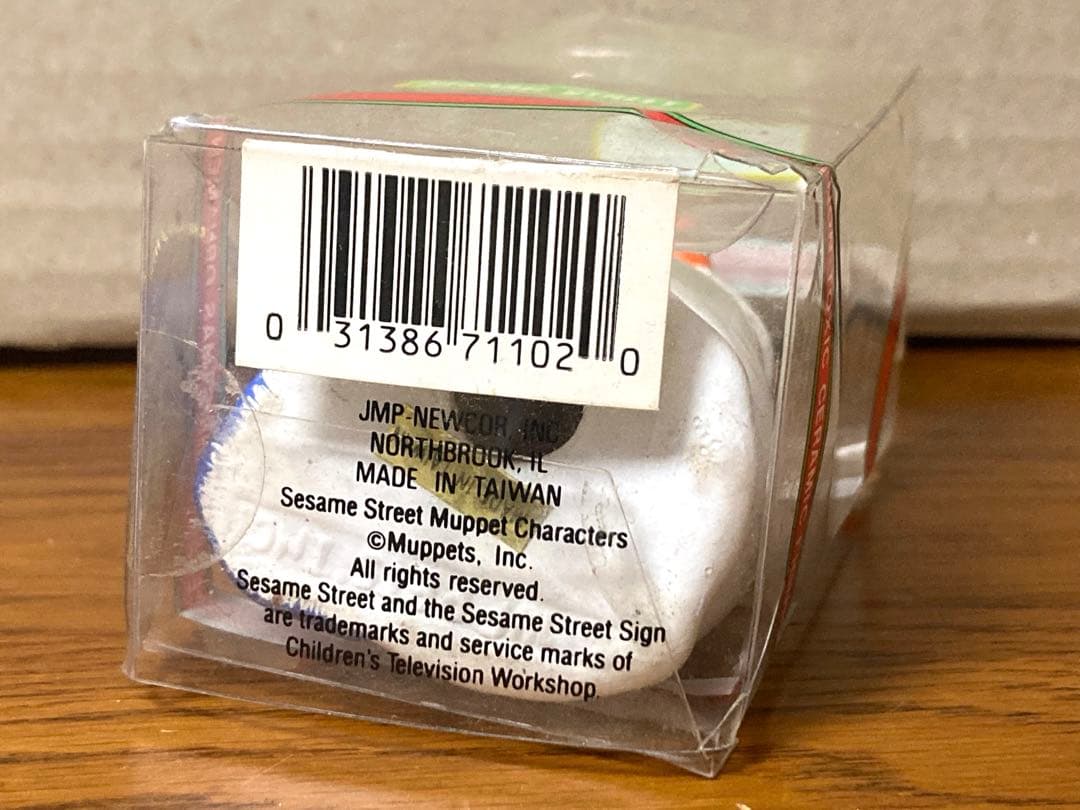 0 31386 71102 0
JMP-NEWCOR, INC
NORTHBROOK, IL
MADE IN TAIWAN
Sesame Street Muppet Characters
©Muppets, Inc.
All rights reserved.
Sesame Street and the Sesame Street Sign
are trademarks and service marks of
Children's Television Workshop.